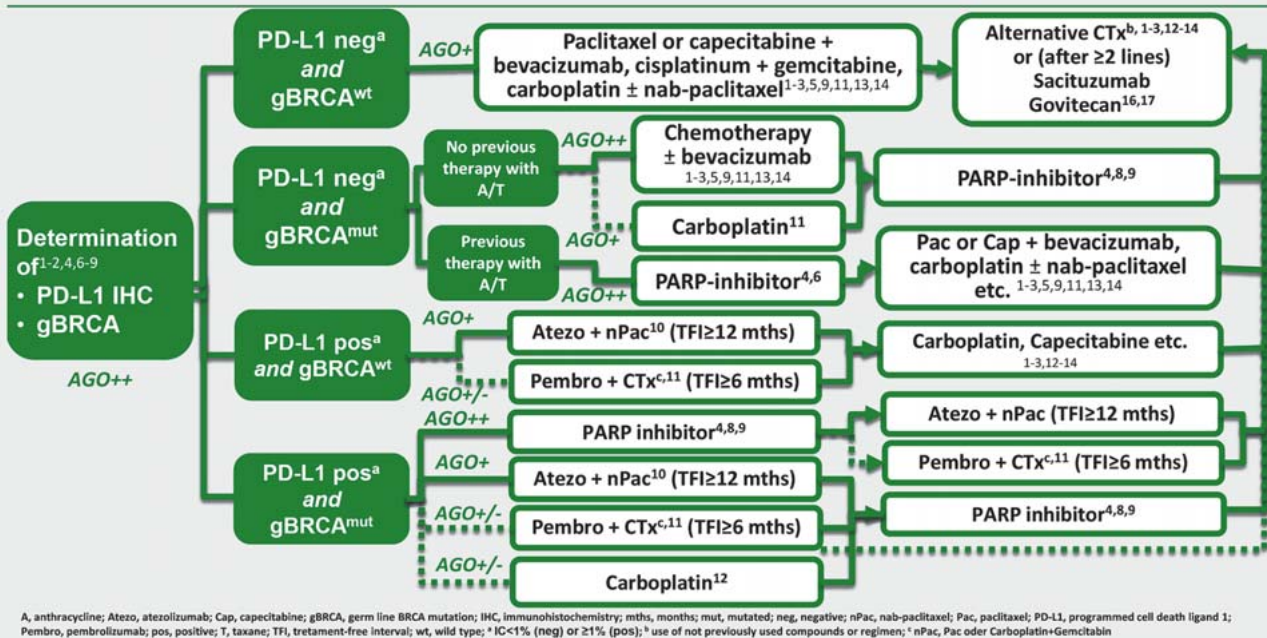 Determination
of1-2,4,6-9
• PD-L1 IHC
• gBRCA
AGO++
PD-L1 nega
and
gBRCAwt
AGO+
Paclitaxel or capecitabine +
bevacizumab, cisplatinum + gemcitabine,
carboplatin ± nab-paclitaxel1-3,5,9,11,13,14
Alternative CTxb, 1-3,12-14
or (after ≥2 lines)
Sacituzumab
Govitecan16,17
PD-L1 nega
and
gBRCAmut
No previous
therapy with
A/T
AGO++
Chemotherapy
± bevacizumab
1-3,5,9,11,13,14
AGO+
Carboplatin11
PARP-inhibitor4,8,9
Previous
therapy with
A/T
AGO++
PARP-inhibitor4,6
Pac or Cap + bevacizumab,
carboplatin ± nab-paclitaxel
etc. 1-3,5,9,11,13,14
PD-L1 posa
and gBRCAwt
AGO+
Atezo + nPac10 (TFI≥12 mths)
AGO+/-
Pembro + CTxc,11 (TFI≥6 mths)
Carboplatin, Capecitabine etc.
1-3,12-14
PD-L1 posa
and
gBRCAmut
AGO++
PARP inhibitor4,8,9
Atezo + nPac (TFI≥12 mths)
Pembro + CTxc,11 (TFI≥6 mths)
AGO+
Atezo + nPac10 (TFI≥12 mths)
AGO+/-
Pembro + CTxc,11 (TFI≥6 mths)
AGO+/-
Carboplatin12
PARP inhibitor4,8,9
A, anthracycline; Atezo, atezolizumab; Cap, capecitabine; gBRCA, germ line BRCA mutation; IHC, immunohistochemistry; mths, months; mut, mutated; neg, negative; nPac, nab-paclitaxel; Pac, paclitaxel; PD-L1, programmed cell death ligand 1;
Pembro, pembrolizumab; pos, positive; T, taxane; TFI, tretament-free interval; wt, wild type; a IC<1% (neg) or ≥1% (pos); b use of not previously used compounds or regimen; c nPac, Pac oder Carboplatin+Gemcitabin